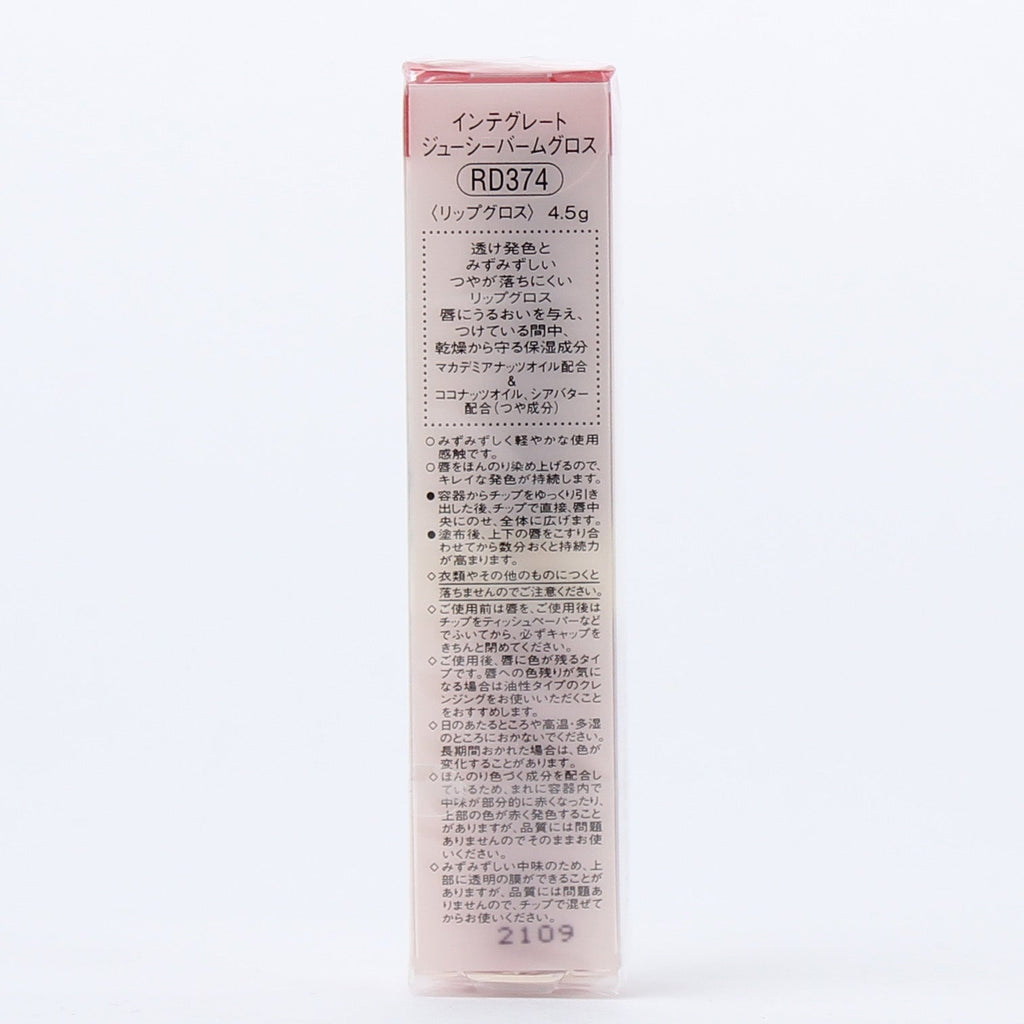 インテグレート
ジューシーバームグロス
RD374
〈リップグロス〉 4.5g
透け発色と
みずみずしい
つやが落ちにくい
リップグロス
唇にうるおいを与え、
つけている間中、
乾燥から守る保湿成分
マカデミアナッツオイル配合
&
ココナッツオイル、シアバター
配合(つや成分)
○みずみずしく軽やかな使用
感触です。
○唇をほんのり染め上げるので、
キレイな発色が持続します。
●容器からチップをゆっくり引き
出した後、チップで直接、唇中
央にのせ、全体に広げます。
●塗布後、上下の唇をこすり合
わせてから数分おくと持続力
が高まります。
◇衣類やその他のものにつくと
落ちませんのでご注意ください。
◇ご使用前は唇を、ご使用後は
チップをティッシュペーパーなど
でふいてから、必ずキャップを
きちんと閉めてください。
◇ご使用後、唇に色が残るタイ
プです。唇への色残りが気に
なる場合は油性タイプのクレ
ンジングをお使いいただくこと
をおすすめします。
◇日のあたるところや高温・多湿
のところにおかないでください。
長期間おかれた場合は、色が
変化することがあります。
◇ほんのり色づく成分を配合し
ているため、まれに容器内で
中味が部分的に赤くなったり、
上部の色が赤く発色すること
がありますが、品質には問題
ありませんのでそのままお使
いください。
◇みずみずしい中味のため、上
部に透明の膜ができることが
ありますが、品質には問題あ
りませんので、チップで混ぜて
からお使いください。
2109